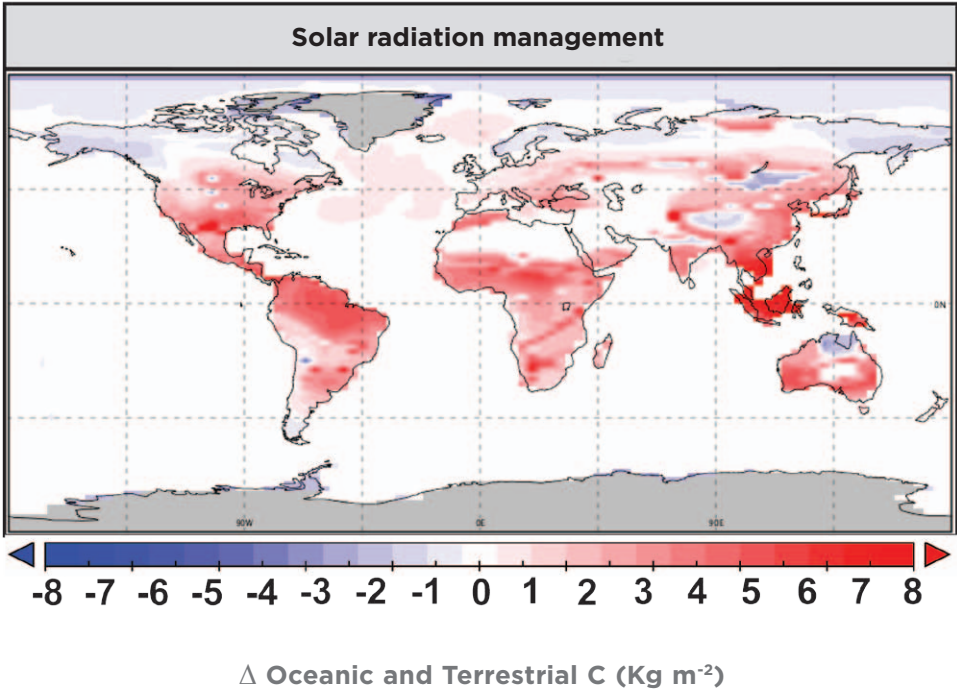 Solar radiation management
0N
90W
0E
90E
-8 -7 -6 -5 -4 -3 -2 -1 0 1 2 3 4 5 6 7 8
Δ Oceanic and Terrestrial C (Kg m⁻²)